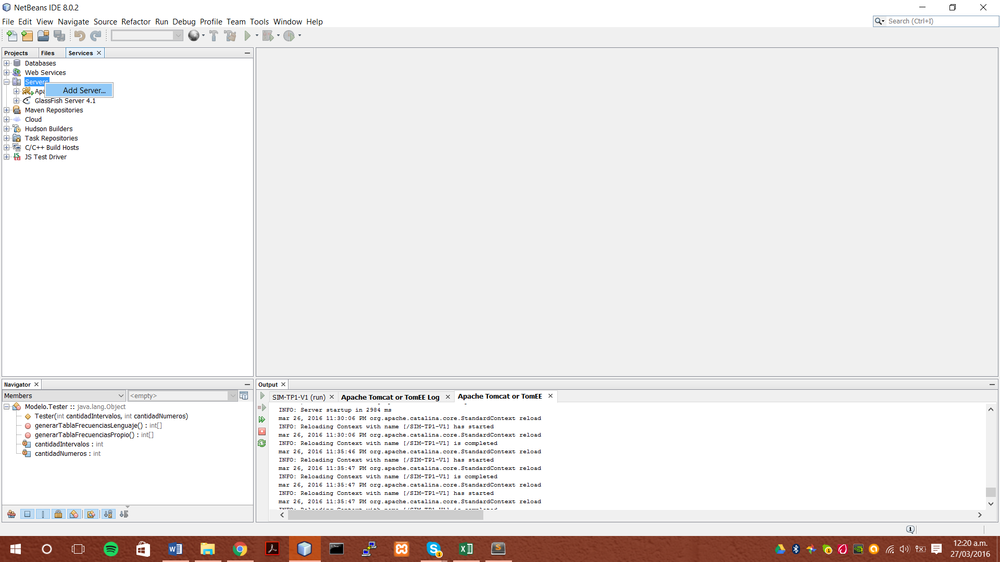 NetBeans IDE 8.0.2
File Edit View Navigate Source Refactor Run Debug Profile Team Tools Window Help
Search (Ctrl+I)
Projects Files Services
Databases
Web Services
Servers
Add Server...
Apa
GlassFish Server 4.1
Maven Repositories
Cloud
Hudson Builders
Task Repositories
C/C++ Build Hosts
JS Test Driver
Navigator
Members
<empty>
Modelo.Tester :: java.lang.Object
Tester(int cantidadIntervalos, int cantidadNumeros)
generarTablaFrecuenciasLenguaje() : int[]
generarTablaFrecuenciasPropio() : int[]
cantidadIntervalos : int
cantidadNumeros : int
Output
SIM-TP1-V1 (run) Apache Tomcat or TomEE Log Apache Tomcat or TomEE
INFO: Server startup in 2984 ms
mar 26, 2016 11:30:06 PM org.apache.catalina.core.StandardContext reload
INFO: Reloading Context with name [/SIM-TP1-V1] has started
mar 26, 2016 11:30:06 PM org.apache.catalina.core.StandardContext reload
INFO: Reloading Context with name [/SIM-TP1-V1] is completed
mar 26, 2016 11:35:46 PM org.apache.catalina.core.StandardContext reload
INFO: Reloading Context with name [/SIM-TP1-V1] has started
mar 26, 2016 11:35:47 PM org.apache.catalina.core.StandardContext reload
INFO: Reloading Context with name [/SIM-TP1-V1] is completed
mar 26, 2016 11:35:47 PM org.apache.catalina.core.StandardContext reload
INFO: Reloading Context with name [/SIM-TP1-V1] has started
mar 26, 2016 11:35:47 PM org.apache.catalina.core.StandardContext reload
INFO: Reloading Context with name [/SIM-TP1-V1] is completed
12:20 a.m.
27/03/2016